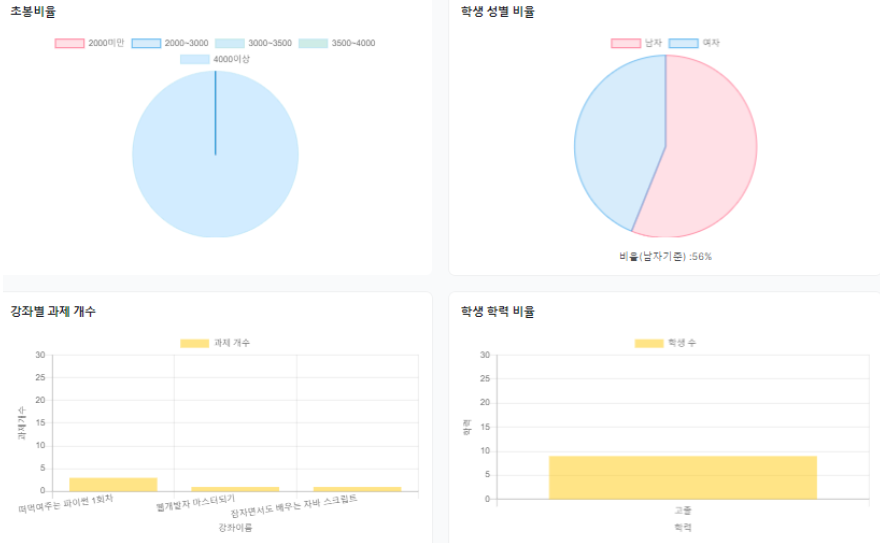 초봉비율
2000미만 2000~3000 3000~3500 3500~4000
4000이상
학생 성별 비율
남자 여자
비율(남자기준) :56%
강좌별 과제 개수
과제 개수
30
25
20
15
10
5
0
과제개수
떠먹여주는 파이썬 1회차 웹개발자 마스터되기 잠자면서도 배우는 자바 스크립트
강좌이름
학생 학력 비율
학생 수
30
25
20
15
10
5
0
학력
고졸
학력